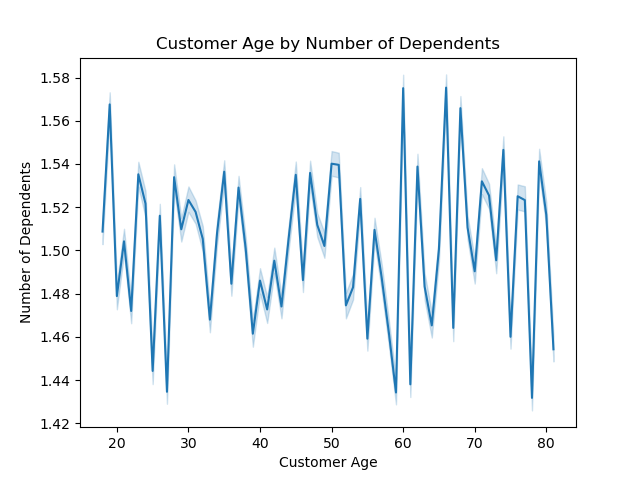 Customer Age by Number of Dependents
1.58
1.56
1.54
1.52
1.50
1.48
1.46
1.44
1.42
Number of Dependents
20 30 40 50 60 70 80
Customer Age